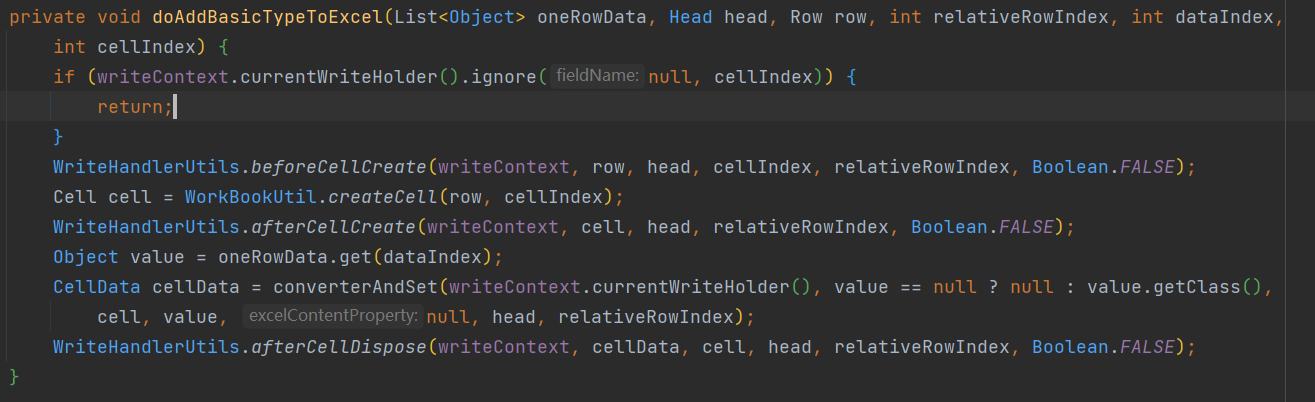 private void doAddBasicTypeToExcel(List<Object> oneRowData, Head head, Row row, int relativeRowIndex, int dataIndex,
    int cellIndex) {
    if (writeContext.currentWriteHolder().ignore( fieldName: null, cellIndex)) {
        return;
    }
    WriteHandlerUtils.beforeCellCreate(writeContext, row, head, cellIndex, relativeRowIndex, Boolean.FALSE);
    Cell cell = WorkBookUtil.createCell(row, cellIndex);
    WriteHandlerUtils.afterCellCreate(writeContext, cell, head, relativeRowIndex, Boolean.FALSE);
    Object value = oneRowData.get(dataIndex);
    CellData cellData = converterAndSet(writeContext.currentWriteHolder(), value == null ? null : value.getClass(),
        cell, value, excelContentProperty: null, head, relativeRowIndex);
    WriteHandlerUtils.afterCellDispose(writeContext, cellData, cell, head, relativeRowIndex, Boolean.FALSE);
}